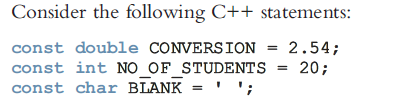 Consider the following C++ statements:
const double CONVERSION = 2.54;
const int NO_OF_STUDENTS = 20;
const char BLANK = ' ';